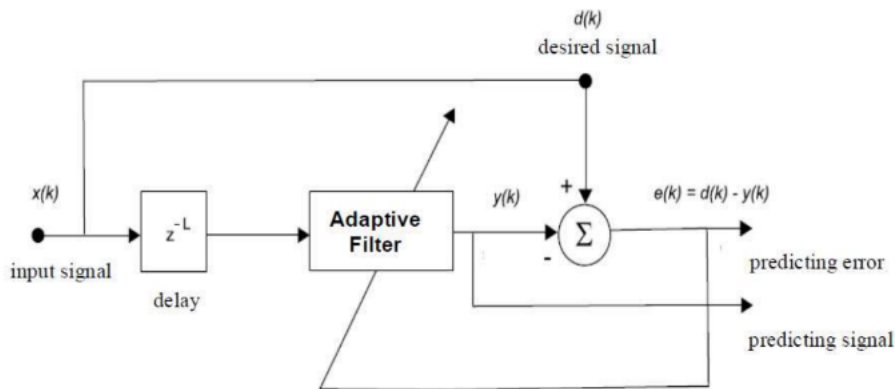 d(k)
desired signal
x(k)
input signal
z⁻ᴸ
delay
Adaptive
Filter
y(k)
+
-
Σ
e(k) = d(k) - y(k)
predicting error
predicting signal